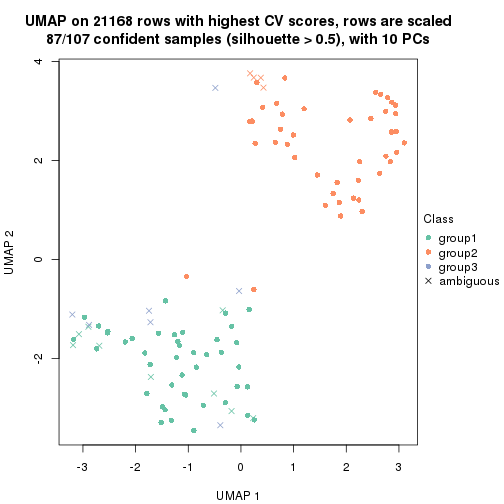 UMAP on 21168 rows with highest CV scores, rows are scaled
87/107 confident samples (silhouette > 0.5), with 10 PCs
UMAP 2
4
2
0
-2
-3
-2
-1
0
1
2
3
UMAP 1
Class
group1
group2
group3
ambiguous